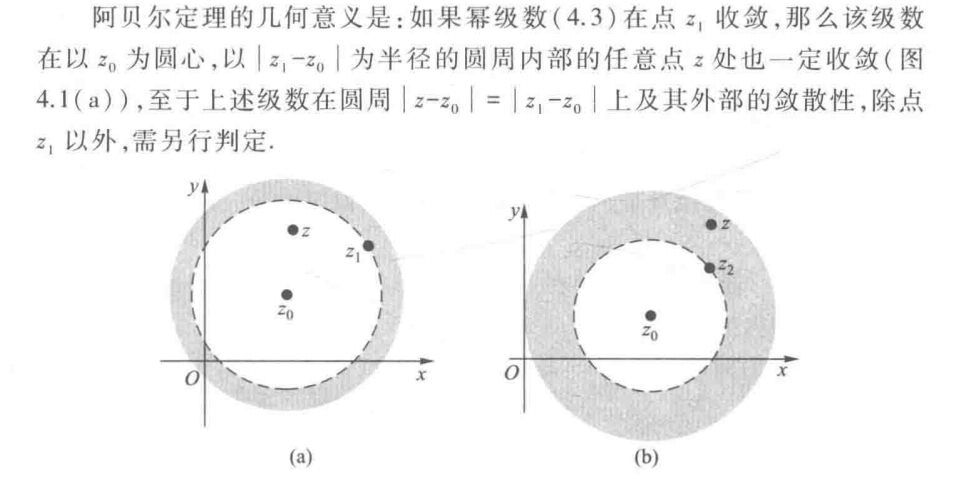 阿贝尔定理的几何意义是:如果幂级数(4.3)在点 z₁ 收敛,那么该级数
在以 z₀ 为圆心,以|z₁-z₀|为半径的圆周内部的任意点 z 处也一定收敛(图
4.1(a)),至于上述级数在圆周|z-z₀|=|z₁-z₀|上及其外部的敛散性,除点
z₁ 以外,需另行判定.
y
z
z₁
z₀
O
x
(a)
y
z
z₂
z₀
O
x
(b)